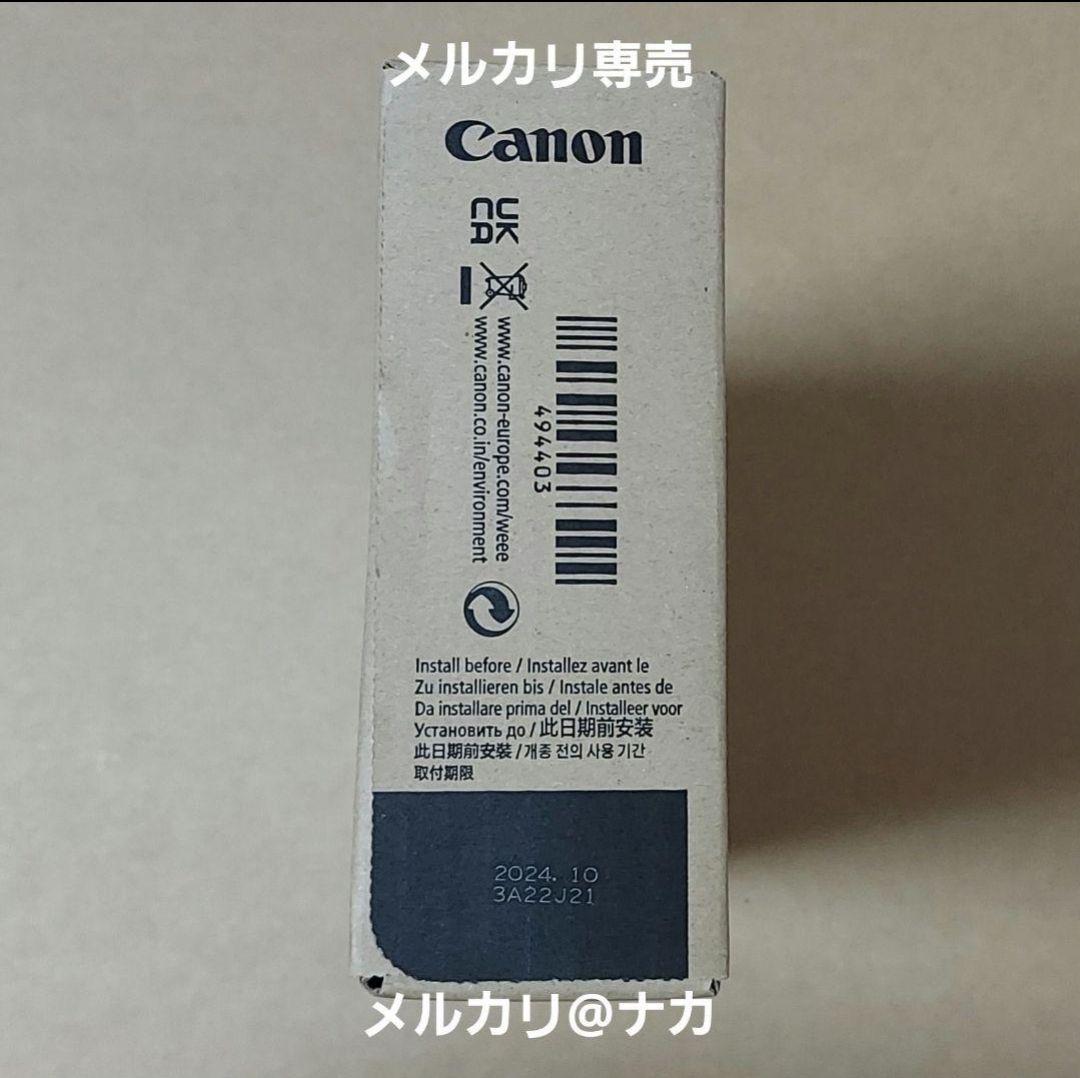 メルカリ専売
Canon
UK
CA
www.canon-europe.com/weee
www.canon.co.in/environment
494403
Install before / Installez avant le
Zu installieren bis / Instale antes de
Da installare prima del / Installeer voor
Установить до / 此日期前安装
此日期前安裝 / 개종 전의 사용 기간
取付期限
2024. 10
3A22J21
メルカリ@ナカ